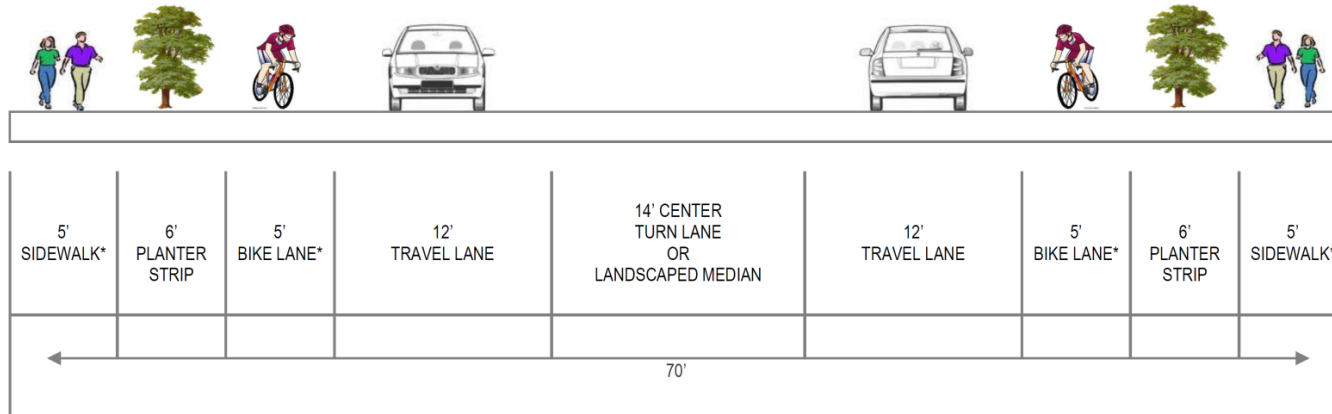 5'
SIDEWALK*
6'
PLANTER
STRIP
5'
BIKE LANE*
12'
TRAVEL LANE
14' CENTER
TURN LANE
OR
LANDSCAPED MEDIAN
12'
TRAVEL LANE
5'
BIKE LANE*
6'
PLANTER
STRIP
5'
SIDEWALK*
70'